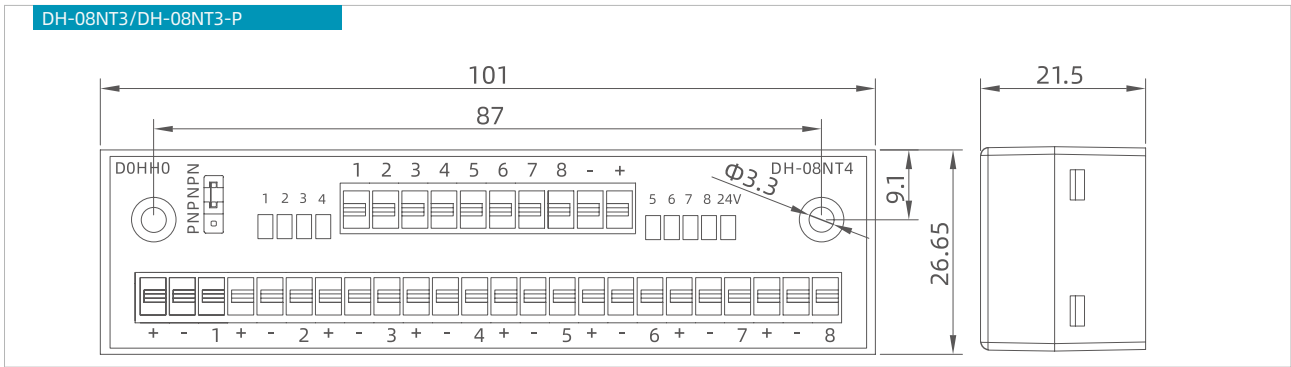 DH-08NT3/DH-08NT3-P
101
21.5
87
D0HH0
1 2 3 4 5 6 7 8 - +
DH-08NT4
PNPNPN
1 2 3 4
5 6 7 8 24V
Φ3.3
9.1
26.65
+ - 1 + - 2 + - 3 + - 4 + - 5 + - 6 + - 7 + - 8